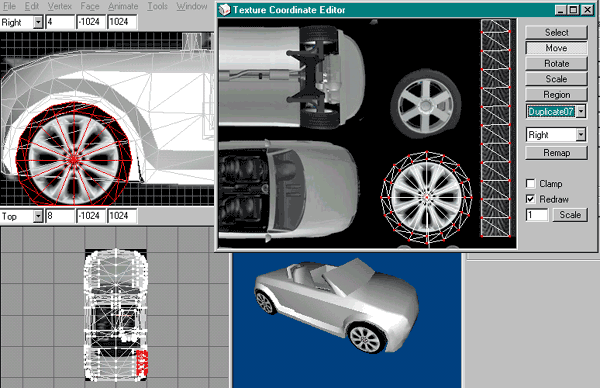 File Edit Vertex Face Animate Tools Window
Right 4 -1024 1024
Texture Coordinate Editor
Select
Move
Rotate
Scale
Region
Duplicate07
Right
Remap
Clamp
Redraw
1 Scale
Top 8 -1024 1024